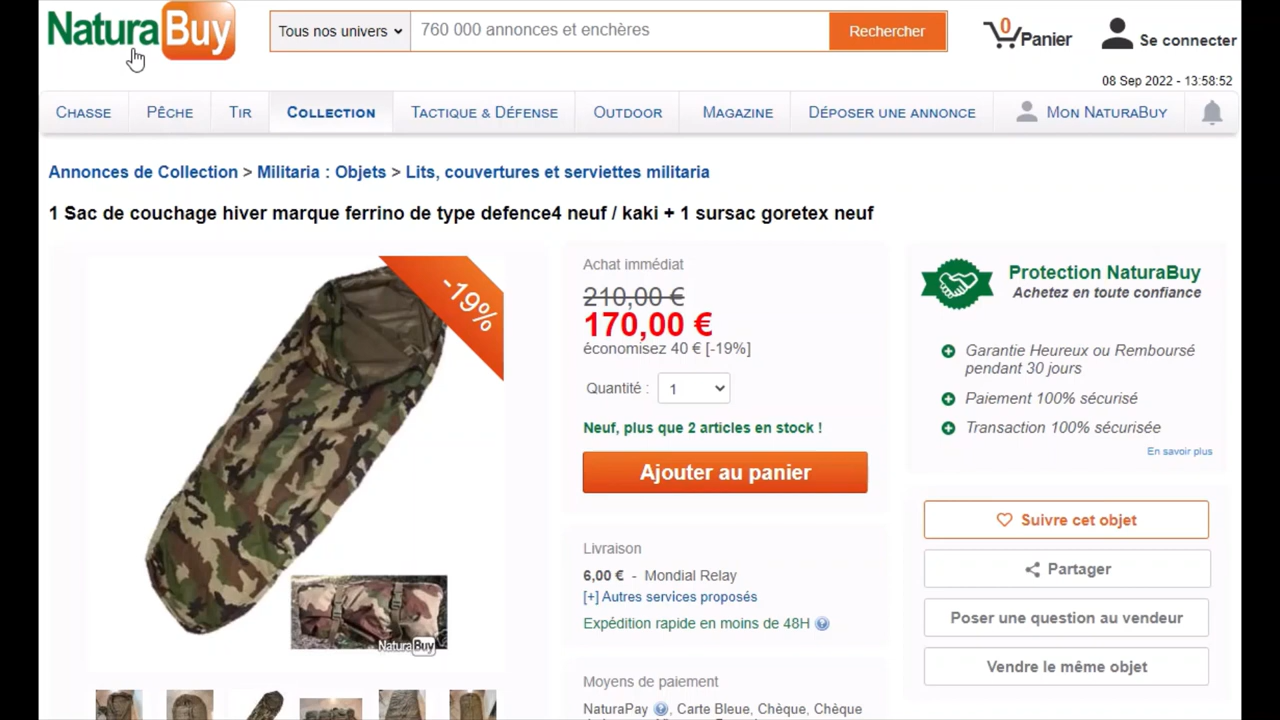 NaturaBuy
Tous nos univers
760 000 annonces et enchères
Rechercher
0
Panier
Se connecter
08 Sep 2022 - 13:58:52
CHASSE
PÊCHE
TIR
COLLECTION
TACTIQUE & DÉFENSE
OUTDOOR
MAGAZINE
DÉPOSER UNE ANNONCE
MON NATURABUY
Annonces de Collection > Militaria : Objets > Lits, couvertures et serviettes militaria
1 Sac de couchage hiver marque ferrino de type defence4 neuf / kaki + 1 sursac goretex neuf
-19%
NaturaBuy
Achat immédiat
210,00 €
170,00 €
économisez 40 € [-19%]
Quantité : 1
Neuf, plus que 2 articles en stock !
Ajouter au panier
Livraison
6,00 € - Mondial Relay
[+] Autres services proposés
Expédition rapide en moins de 48H ?
Moyens de paiement
NaturaPay ?, Carte Bleue, Chèque, Chèque
Protection NaturaBuy
Achetez en toute confiance
Garantie Heureux ou Remboursé
pendant 30 jours
Paiement 100% sécurisé
Transaction 100% sécurisée
En savoir plus
Suivre cet objet
Partager
Poser une question au vendeur
Vendre le même objet